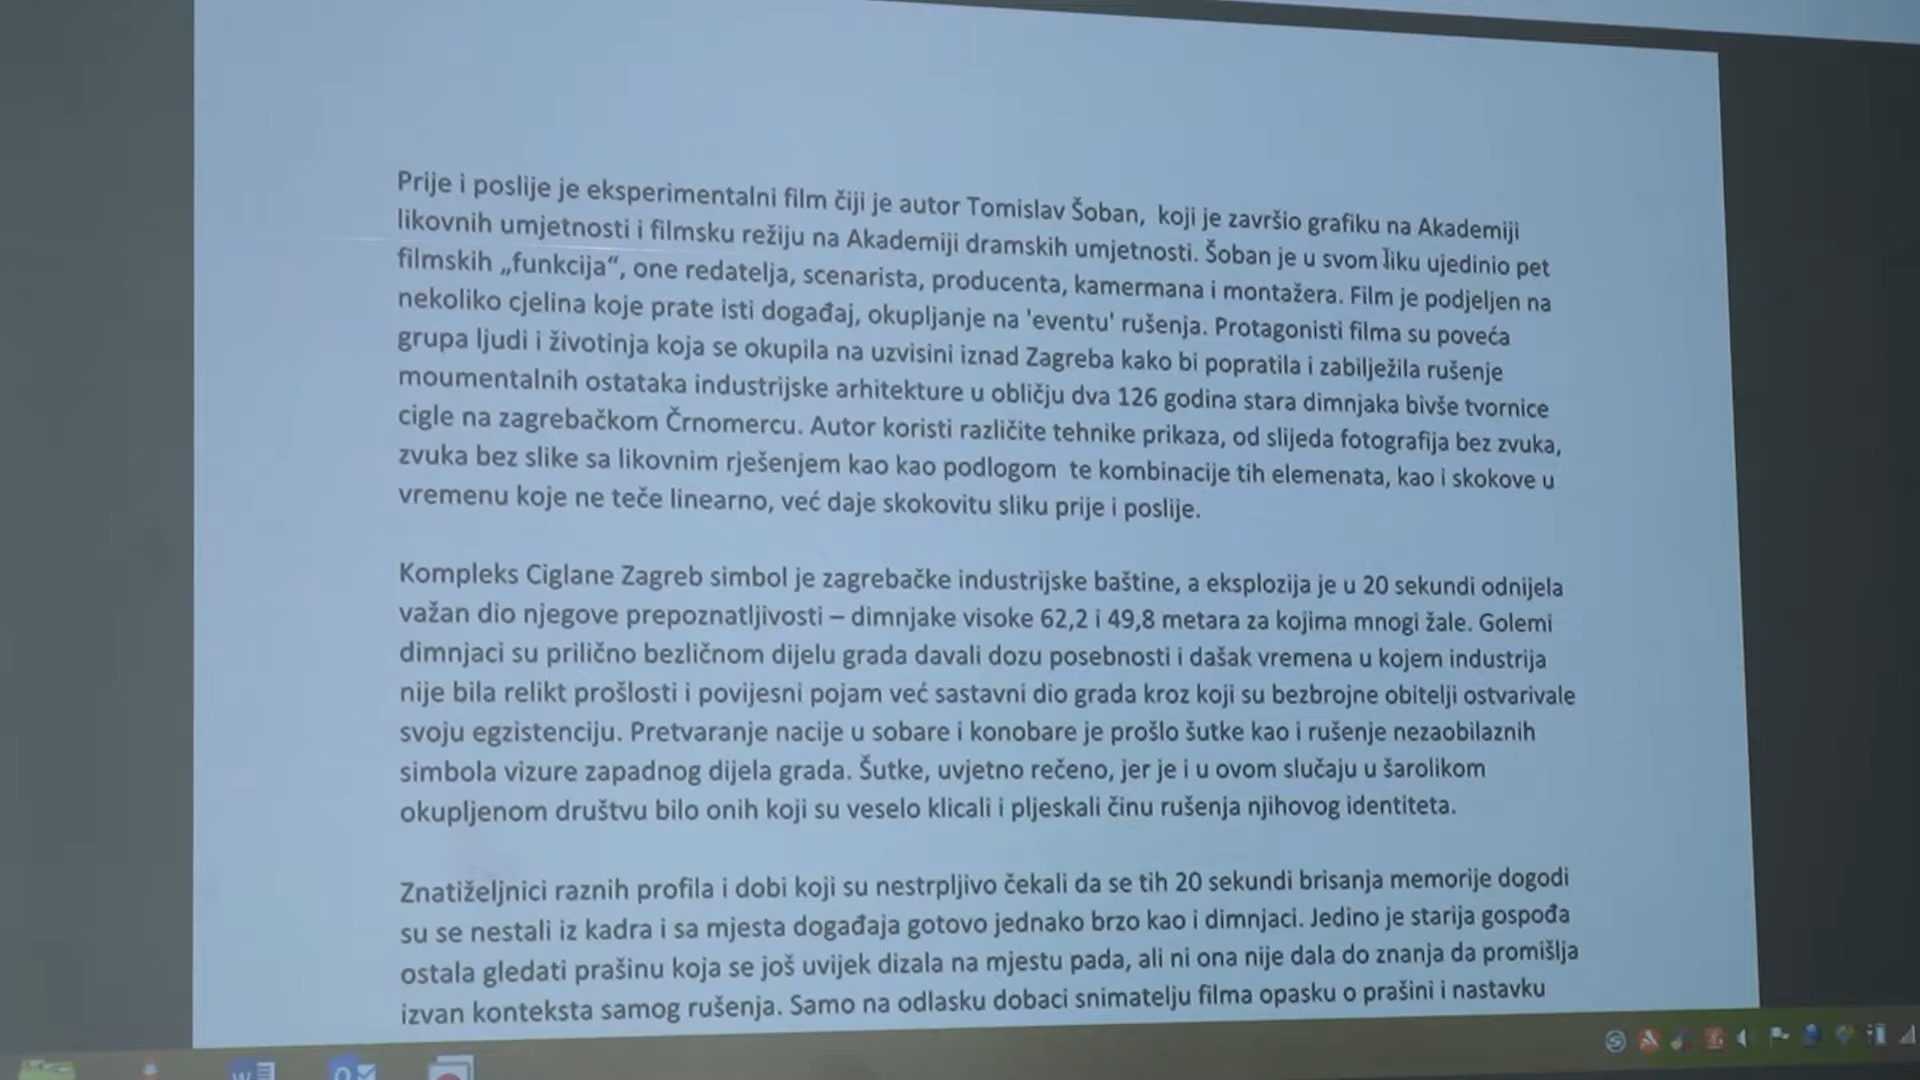 Prije i poslije je eksperimentalni film čiji je autor Tomislav Šoban,  koji je završio grafiku na Akademiji
likovnih umjetnosti i filmsku režiju na Akademiji dramskih umjetnosti. Šoban je u svom liku ujedinio pet
filmskih „funkcija“, one redatelja, scenarista, producenta, kamermana i montažera. Film je podjeljen na
nekoliko cjelina koje prate isti događaj, okupljanje na 'eventu' rušenja. Protagonisti filma su poveća
grupa ljudi i životinja koja se okupila na uzvisini iznad Zagreba kako bi popratila i zabilježila rušenje
moumentalnih ostataka industrijske arhitekture u obličju dva 126 godina stara dimnjaka bivše tvornice
cigle na zagrebačkom Črnomercu. Autor koristi različite tehnike prikaza, od slijeda fotografija bez zvuka,
zvuka bez slike sa likovnim rješenjem kao kao podlogom  te kombinacije tih elemenata, kao i skokove u
vremenu koje ne teče linearno, već daje skokovitu sliku prije i poslije.
Kompleks Ciglane Zagreb simbol je zagrebačke industrijske baštine, a eksplozija je u 20 sekundi odnijela
važan dio njegove prepoznatljivosti – dimnjake visoke 62,2 i 49,8 metara za kojima mnogi žale. Golemi
dimnjaci su prilično bezličnom dijelu grada davali dozu posebnosti i dašak vremena u kojem industrija
nije bila relikt prošlosti i povijesni pojam već sastavni dio grada kroz koji su bezbrojne obitelji ostvarivale
svoju egzistenciju. Pretvaranje nacije u sobare i konobare je prošlo šutke kao i rušenje nezaobilaznih
simbola vizure zapadnog dijela grada. Šutke, uvjetno rečeno, jer je i u ovom slučaju u šarolikom
okupljenom društvu bilo onih koji su veselo klicali i pljeskali činu rušenja njihovog identiteta.
Znatiželjnici raznih profila i dobi koji su nestrpljivo čekali da se tih 20 sekundi brisanja memorije dogodi
su se nestali iz kadra i sa mjesta događaja gotovo jednako brzo kao i dimnjaci. Jedino je starija gospođa
ostala gledati prašinu koja se još uvijek dizala na mjestu pada, ali ni ona nije dala do znanja da promišlja
izvan konteksta samog rušenja. Samo na odlasku dobaci snimatelju filma opasku o prašini i nastavku